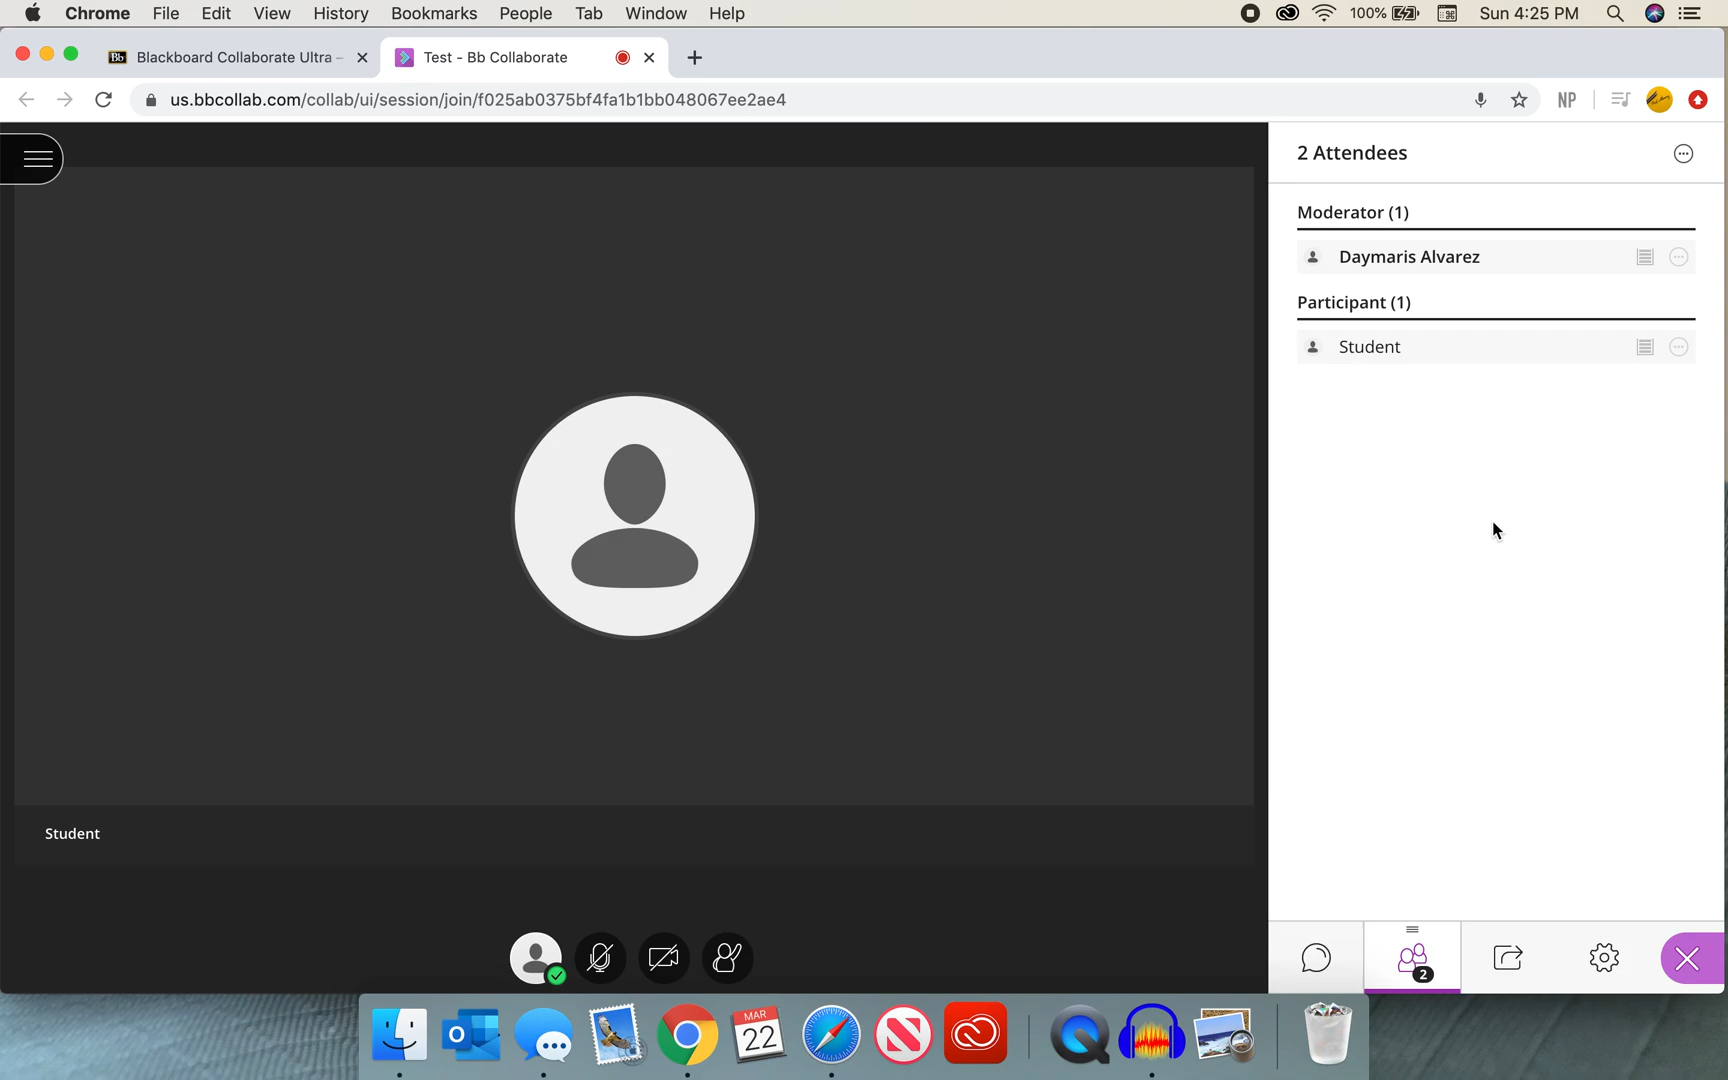 Chrome File Edit View History Bookmarks People Tab Window Help 100% Sun 4:25 PM
Bb Blackboard Collaborate Ultra – Test - Bb Collaborate
us.bbcollab.com/collab/ui/session/join/f025ab0375bf4fa1b1bb048067ee2ae4 NP
2 Attendees
Moderator (1)
Daymaris Alvarez
Participant (1)
Student
Student
2
MAR
22